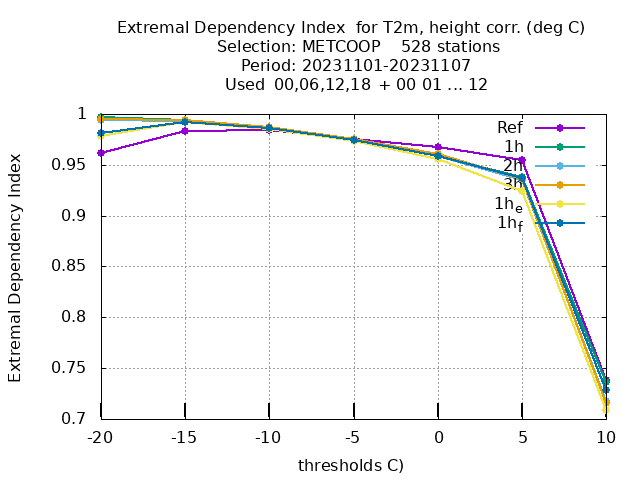 Extremal Dependency Index  for T2m, height corr. (deg C)
Selection: METCOOP    528 stations
Period: 20231101-20231107
Used  00,06,12,18  + 00 01 ... 12
Extremal Dependency Index
1
0.95
0.9
0.85
0.8
0.75
0.7
Ref
1h
2h
3h
1h_e
1h_f
-20 -15 -10 -5 0 5 10
thresholds C)